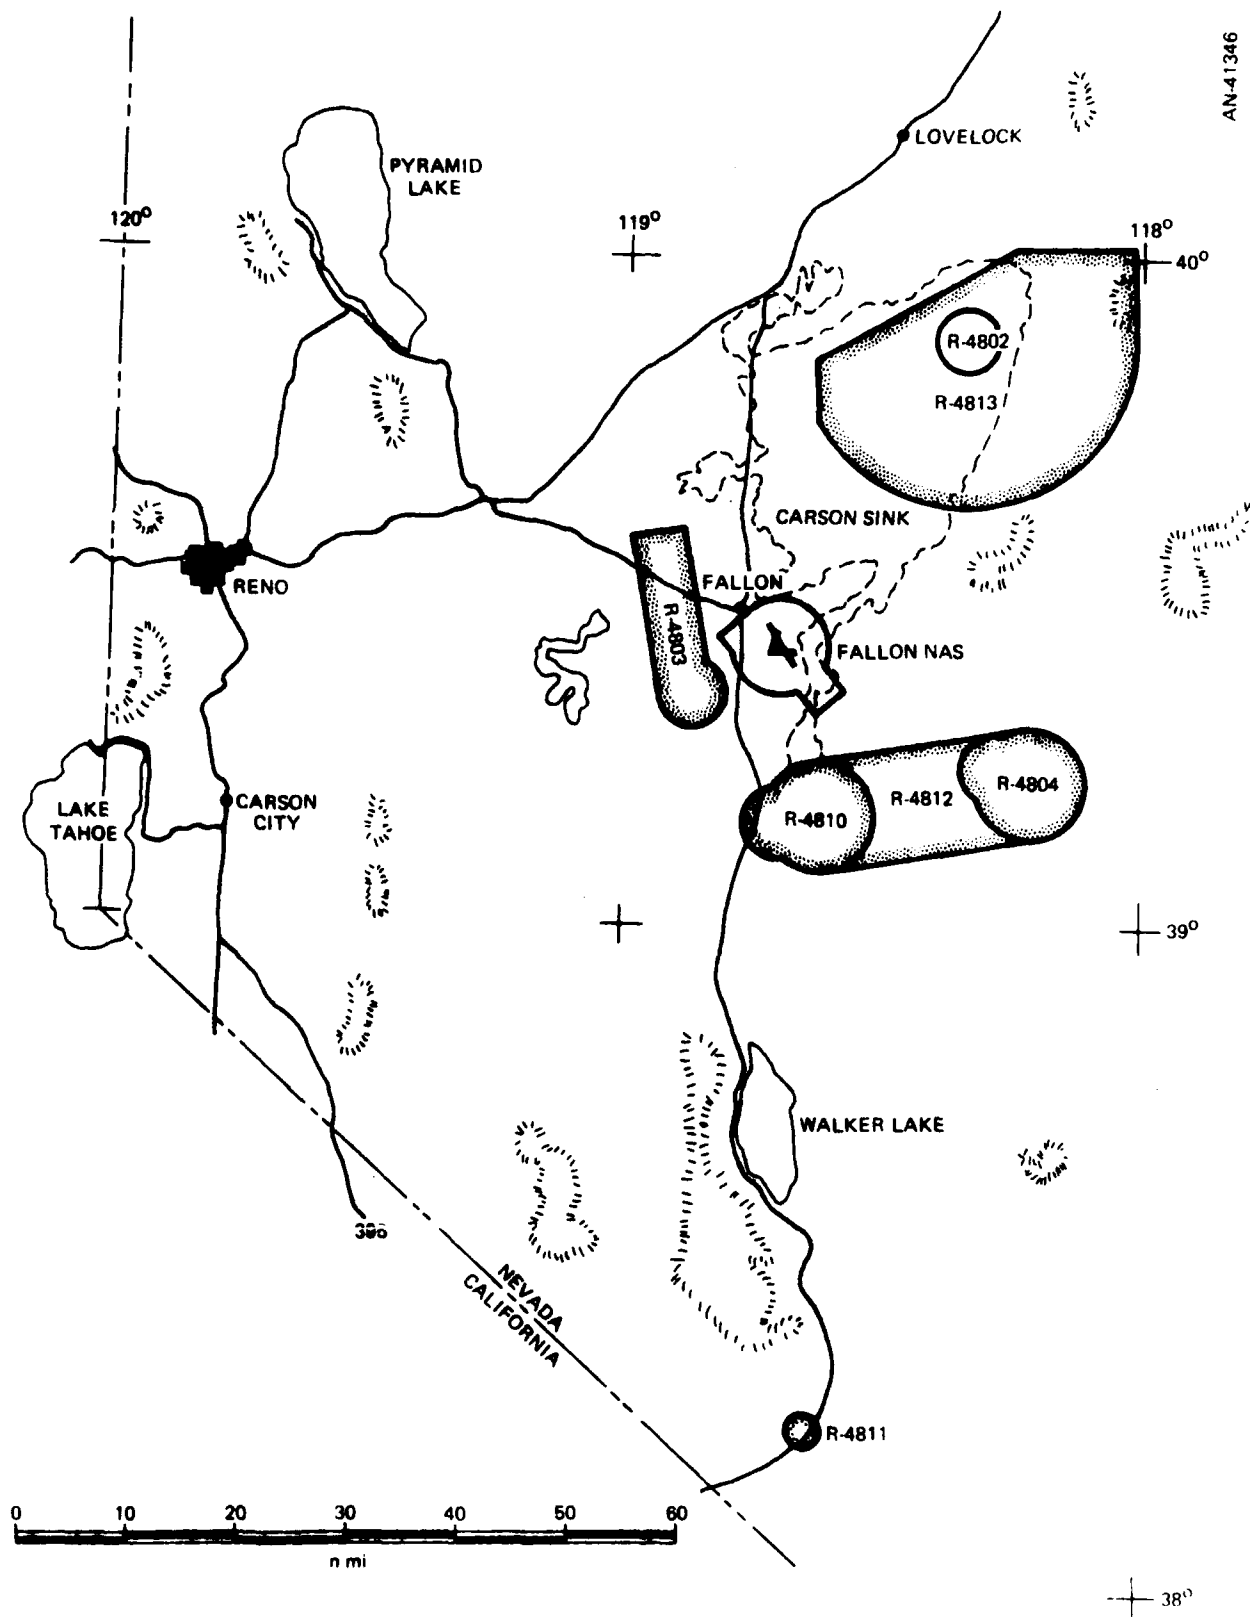 AN-41346
LOVELOCK
PYRAMID
LAKE
120°
119°
118°
40°
R-4802
R-4813
CARSON SINK
FALLON
RENO
R-4803
FALLON NAS
R-4812
R-4804
R-4810
LAKE
TAHOE
CARSON
CITY
39°
WALKER LAKE
395
NEVADA
CALIFORNIA
R-4811
0 10 20 30 40 50 60
n mi
38°